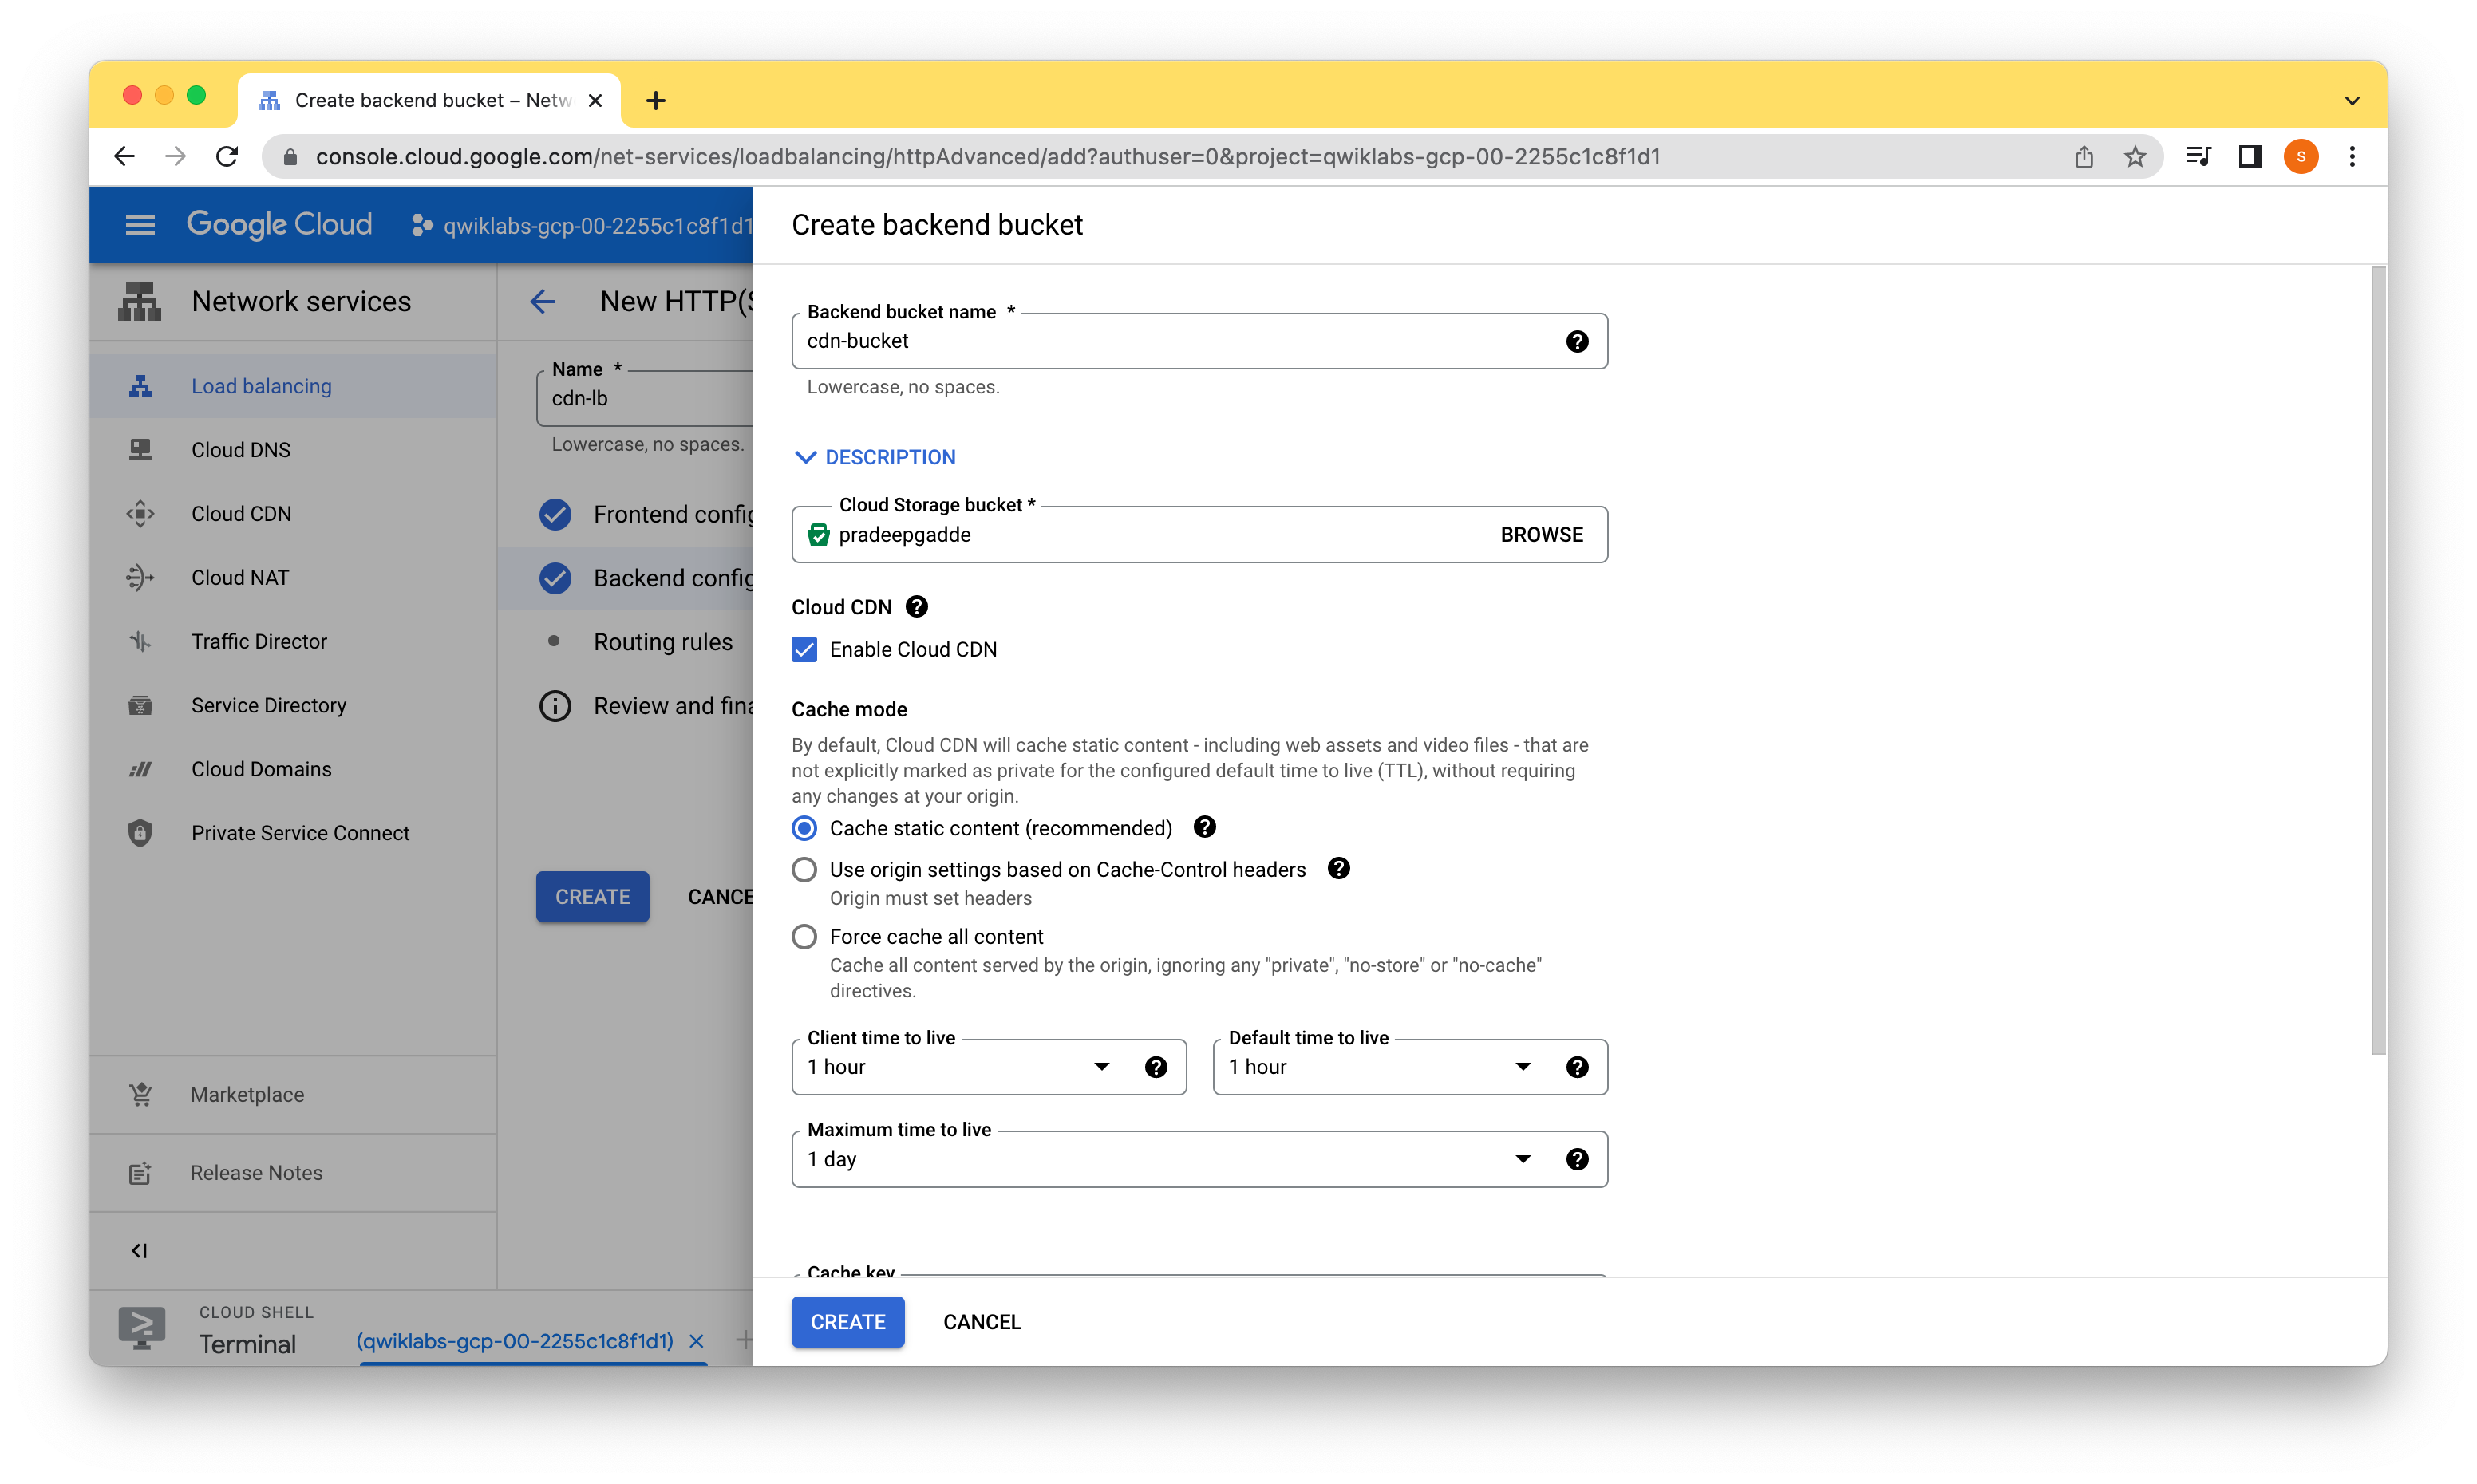 Create backend bucket – Netw
console.cloud.google.com/net-services/loadbalancing/httpAdvanced/add?authuser=0&project=qwiklabs-gcp-00-2255c1c8f1d1
S
Google Cloud
qwiklabs-gcp-00-2255c1c8f1d1
Network services
Load balancing
Cloud DNS
Cloud CDN
Cloud NAT
Traffic Director
Service Directory
Cloud Domains
Private Service Connect
Marketplace
Release Notes
New HTTP(S
Name *
cdn-lb
Lowercase, no spaces.
Frontend config
Backend config
Routing rules
Review and fina
CREATE
CANCE
CLOUD SHELL
Terminal
(qwiklabs-gcp-00-2255c1c8f1d1)
Create backend bucket
Backend bucket name *
cdn-bucket
Lowercase, no spaces.
DESCRIPTION
Cloud Storage bucket *
pradeepgadde
BROWSE
Cloud CDN
Enable Cloud CDN
Cache mode
By default, Cloud CDN will cache static content - including web assets and video files - that are
not explicitly marked as private for the configured default time to live (TTL), without requiring
any changes at your origin.
Cache static content (recommended)
Use origin settings based on Cache-Control headers
Origin must set headers
Force cache all content
Cache all content served by the origin, ignoring any "private", "no-store" or "no-cache"
directives.
Client time to live
1 hour
Default time to live
1 hour
Maximum time to live
1 day
Cache key
CREATE
CANCEL